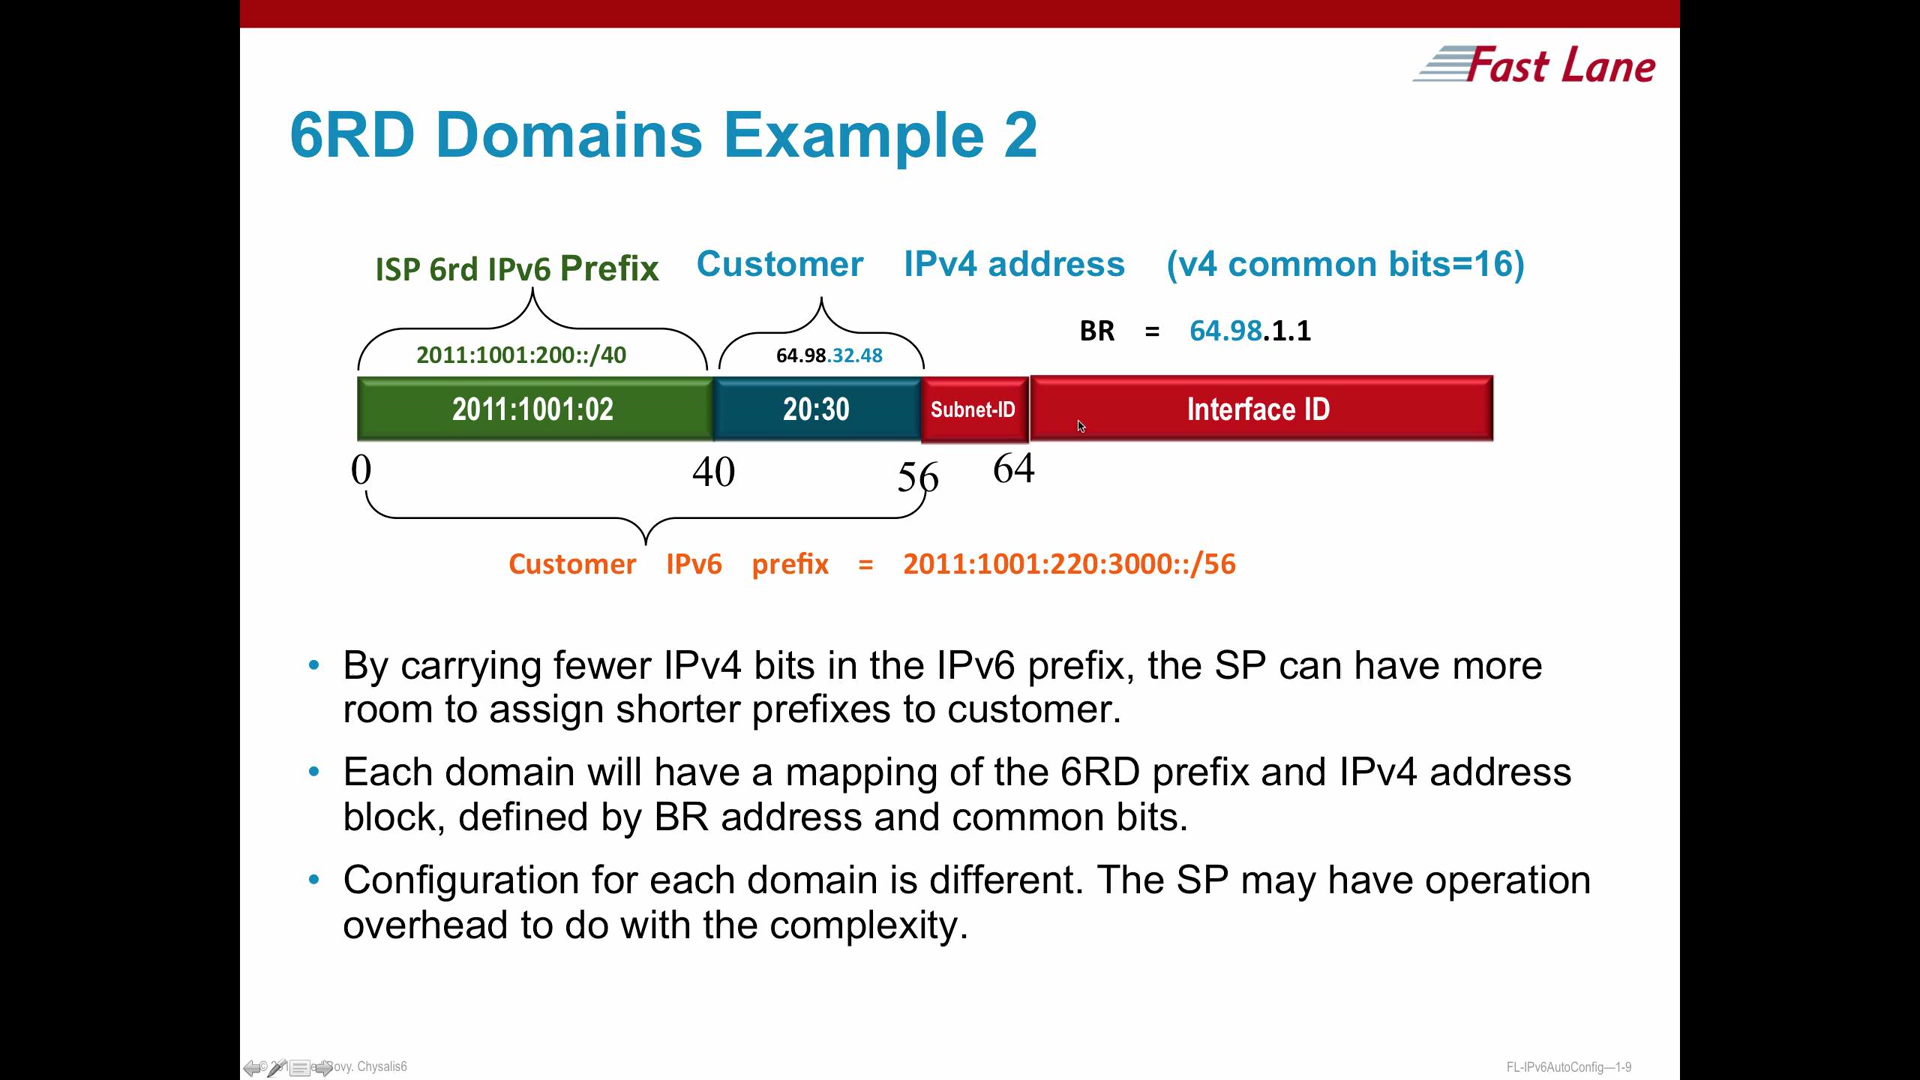 Fast Lane
6RD Domains Example 2
ISP 6rd IPv6 Prefix Customer IPv4 address (v4 common bits=16)
BR = 64.98.1.1
2011:1001:200::/40 64.98.32.48
2011:1001:02 20:30 Subnet-ID Interface ID
0 40 56 64
Customer IPv6 prefix = 2011:1001:220:3000::/56
• By carrying fewer IPv4 bits in the IPv6 prefix, the SP can have more
room to assign shorter prefixes to customer.
• Each domain will have a mapping of the 6RD prefix and IPv4 address
block, defined by BR address and common bits.
• Configuration for each domain is different. The SP may have operation
overhead to do with the complexity.
Bovy. Chysalis6
FL-IPv6AutoConfig—1-9